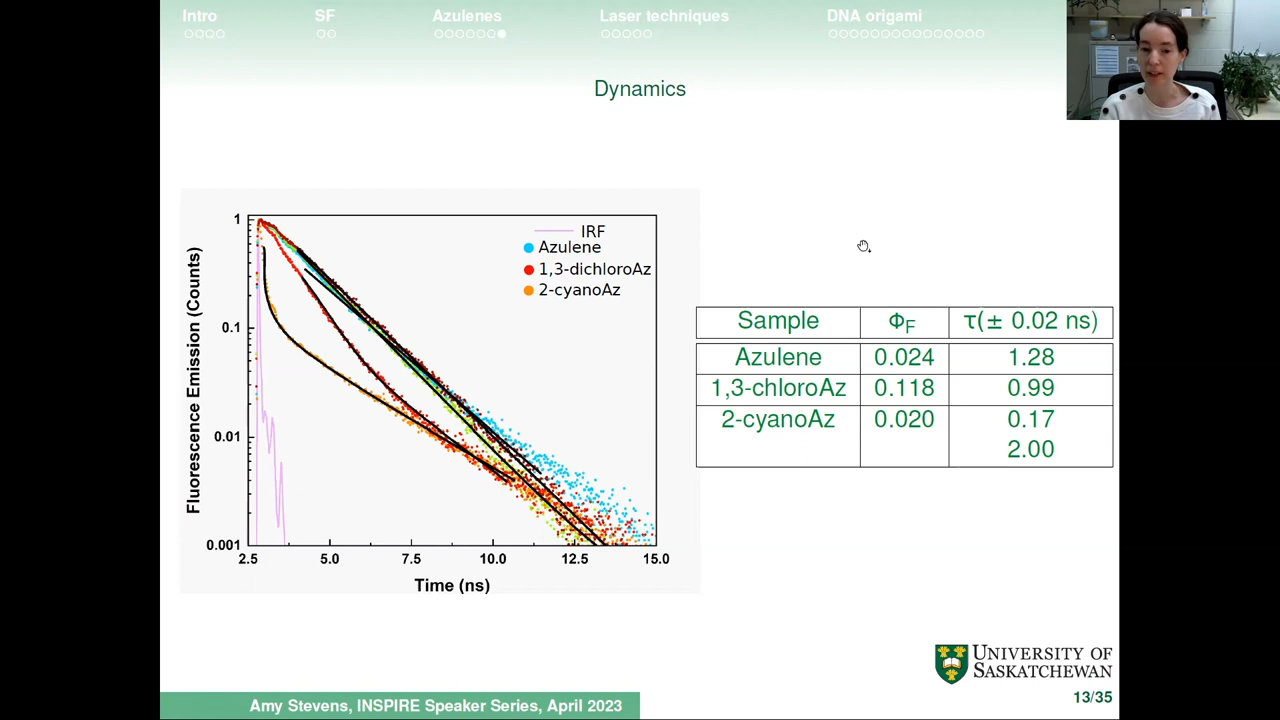 Intro SF Azulenes Laser techniques DNA origami
Dynamics
Fluorescence Emission (Counts)
1
0.1
0.01
0.001
2.5 5.0 7.5 10.0 12.5 15.0
Time (ns)
IRF
Azulene
1,3-dichloroAz
2-cyanoAz
Sample ΦF τ(± 0.02 ns)
Azulene 0.024 1.28
1,3-chloroAz 0.118 0.99
2-cyanoAz 0.020 0.17
2.00
UNIVERSITY OF
SASKATCHEWAN
Amy Stevens, INSPIRE Speaker Series, April 2023
13/35